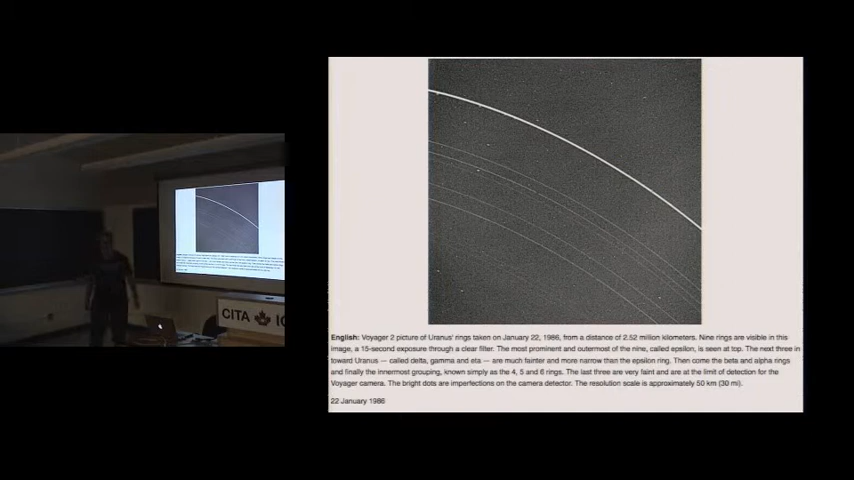 English: Voyager 2 picture of Uranus' rings taken on January 22, 1986, from a distance of 2.52 million kilometers. Nine rings are visible in this
image, a 15-second exposure through a clear filter. The most prominent and outermost of the nine, called epsilon, is seen at top. The next three in
toward Uranus — called delta, gamma and eta — are much fainter and more narrow than the epsilon ring. Then come the beta and alpha rings
and finally the innermost grouping, known simply as the 4, 5 and 6 rings. The last three are very faint and are at the limit of detection for the
Voyager camera. The bright dots are imperfections on the camera detector. The resolution scale is approximately 50 km (30 mi).
22 January 1986
CITA IC